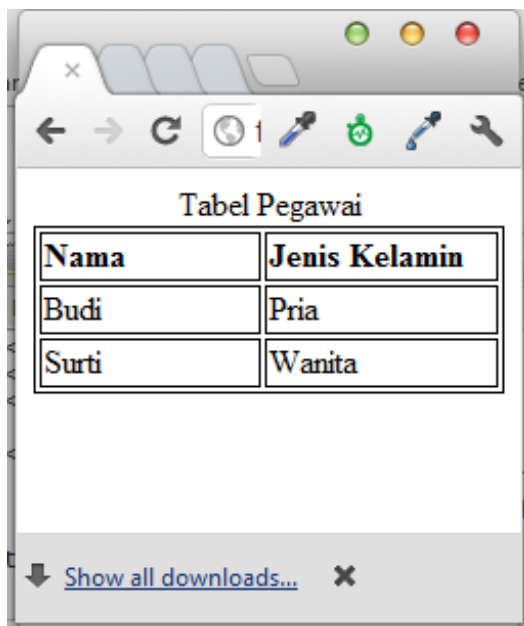 Tabel Pegawai
Nama Jenis Kelamin
Budi Pria
Surti Wanita
Show all downloads...